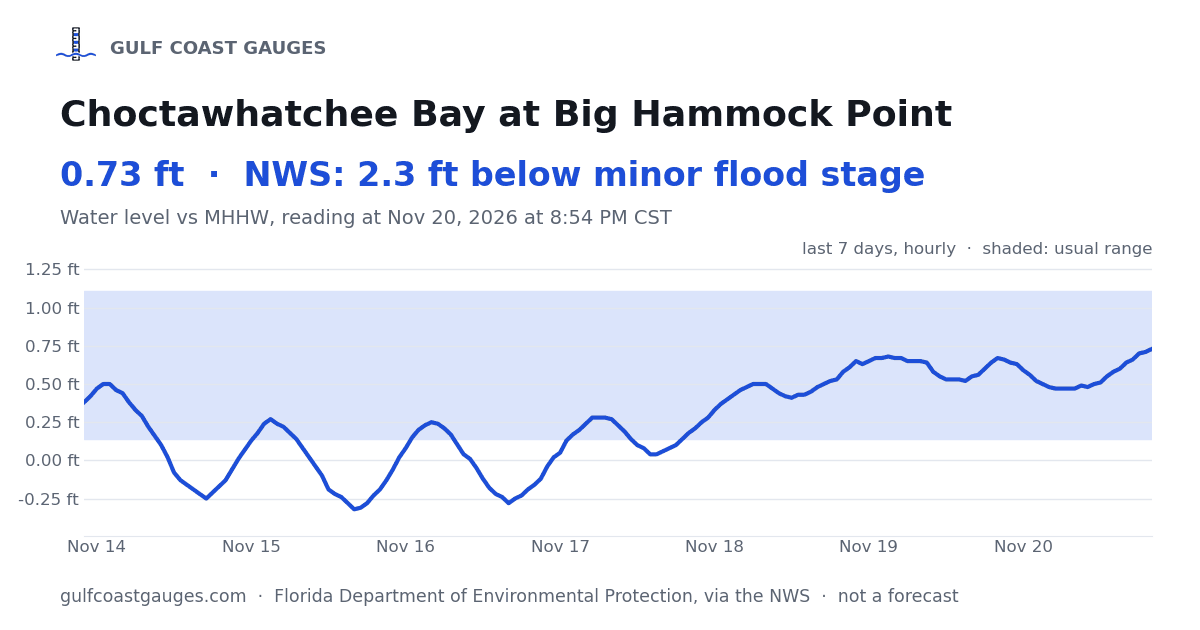 GULF COAST GAUGES
Choctawhatchee Bay at Big Hammock Point
0.73 ft · NWS: 2.3 ft below minor flood stage
Water level vs MHHW, reading at Nov 20, 2026 at 8:54 PM CST
last 7 days, hourly · shaded: usual range
1.25 ft
1.00 ft
0.75 ft
0.50 ft
0.25 ft
0.00 ft
-0.25 ft
Nov 14 Nov 15 Nov 16 Nov 17 Nov 18 Nov 19 Nov 20
gulfcoastgauges.com · Florida Department of Environmental Protection, via the NWS · not a forecast